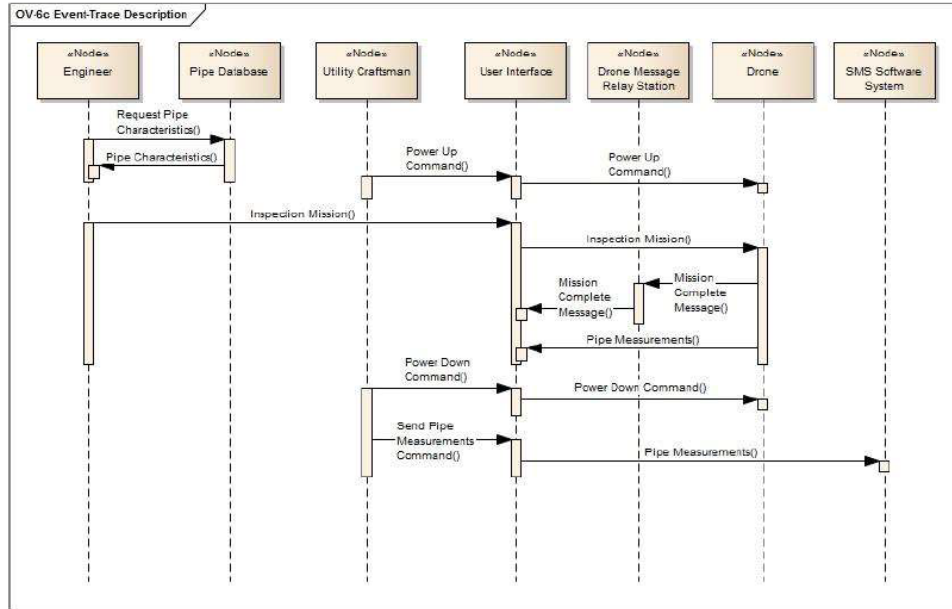 OV-6c Event-Trace Description
«Node»
Engineer
«Node»
Pipe Database
«Node»
Utility Craftsman
«Node»
User Interface
«Node»
Drone Message
Relay Station
«Node»
Drone
«Node»
SMS Software
System
Request Pipe
Characteristics()
Pipe Characteristics()
Power Up
Command()
Power Up
Command()
Inspection Mission()
Inspection Mission()
Mission
Complete
Message()
Mission
Complete
Message()
Pipe Measurements()
Power Down
Command()
Power Down Command()
Send Pipe
Measurements
Command()
Pipe Measurements()